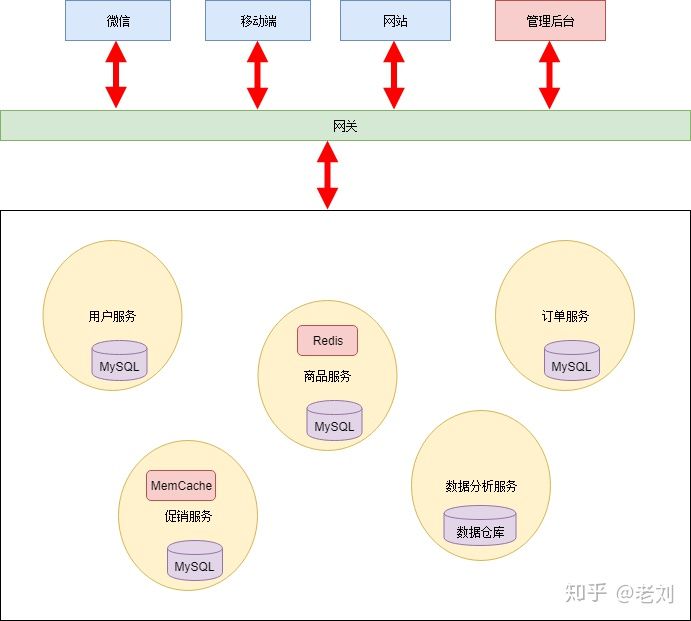 微信
移动端
网站
管理后台
网关
用户服务
MySQL
Redis
商品服务
MySQL
订单服务
MySQL
MemCache
促销服务
MySQL
数据分析服务
数据仓库
知乎 @老刘